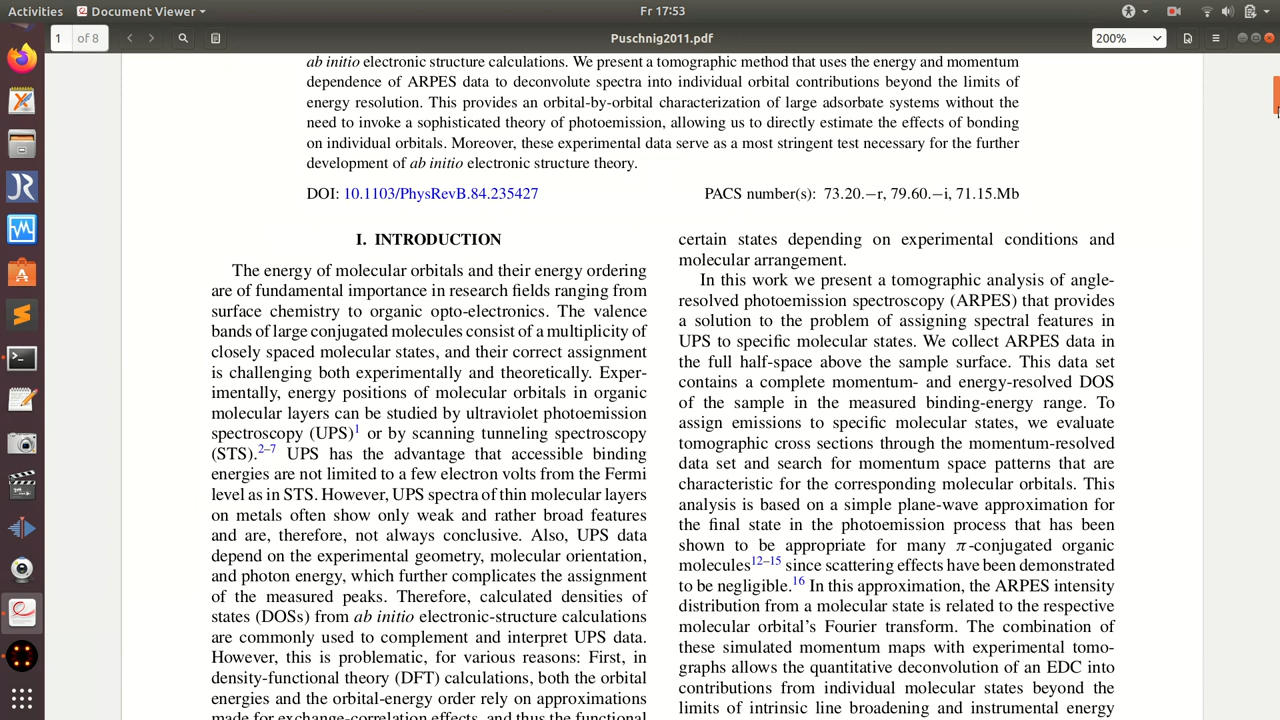 Activities
Document Viewer
Fr 17:53
1 of 8
Puschnig2011.pdf
200%
ab initio electronic structure calculations. We present a tomographic method that uses the energy and momentum
dependence of ARPES data to deconvolute spectra into individual orbital contributions beyond the limits of
energy resolution. This provides an orbital-by-orbital characterization of large adsorbate systems without the
need to invoke a sophisticated theory of photoemission, allowing us to directly estimate the effects of bonding
on individual orbitals. Moreover, these experimental data serve as a most stringent test necessary for the further
development of ab initio electronic structure theory.
DOI: 10.1103/PhysRevB.84.235427
PACS number(s): 73.20.−r, 79.60.−i, 71.15.Mb
I. INTRODUCTION
The energy of molecular orbitals and their energy ordering
are of fundamental importance in research fields ranging from
surface chemistry to organic opto-electronics. The valence
bands of large conjugated molecules consist of a multiplicity of
closely spaced molecular states, and their correct assignment
is challenging both experimentally and theoretically. Exper-
imentally, energy positions of molecular orbitals in organic
molecular layers can be studied by ultraviolet photoemission
spectroscopy (UPS)1 or by scanning tunneling spectroscopy
(STS).2–7 UPS has the advantage that accessible binding
energies are not limited to a few electron volts from the Fermi
level as in STS. However, UPS spectra of thin molecular layers
on metals often show only weak and rather broad features
and are, therefore, not always conclusive. Also, UPS data
depend on the experimental geometry, molecular orientation,
and photon energy, which further complicates the assignment
of the measured peaks. Therefore, calculated densities of
states (DOSs) from ab initio electronic-structure calculations
are commonly used to complement and interpret UPS data.
However, this is problematic, for various reasons: First, in
density-functional theory (DFT) calculations, both the orbital
energies and the orbital-energy order rely on approximations
made for exchange-correlation effects, and thus the functional
certain states depending on experimental conditions and
molecular arrangement.
In this work we present a tomographic analysis of angle-
resolved photoemission spectroscopy (ARPES) that provides
a solution to the problem of assigning spectral features in
UPS to specific molecular states. We collect ARPES data in
the full half-space above the sample surface. This data set
contains a complete momentum- and energy-resolved DOS
of the sample in the measured binding-energy range. To
assign emissions to specific molecular states, we evaluate
tomographic cross sections through the momentum-resolved
data set and search for momentum space patterns that are
characteristic for the corresponding molecular orbitals. This
analysis is based on a simple plane-wave approximation for
the final state in the photoemission process that has been
shown to be appropriate for many π-conjugated organic
molecules12–15 since scattering effects have been demonstrated
to be negligible.16 In this approximation, the ARPES intensity
distribution from a molecular state is related to the respective
molecular orbital's Fourier transform. The combination of
these simulated momentum maps with experimental tomo-
graphs allows the quantitative deconvolution of an EDC into
contributions from individual molecular states beyond the
limits of intrinsic line broadening and instrumental energy